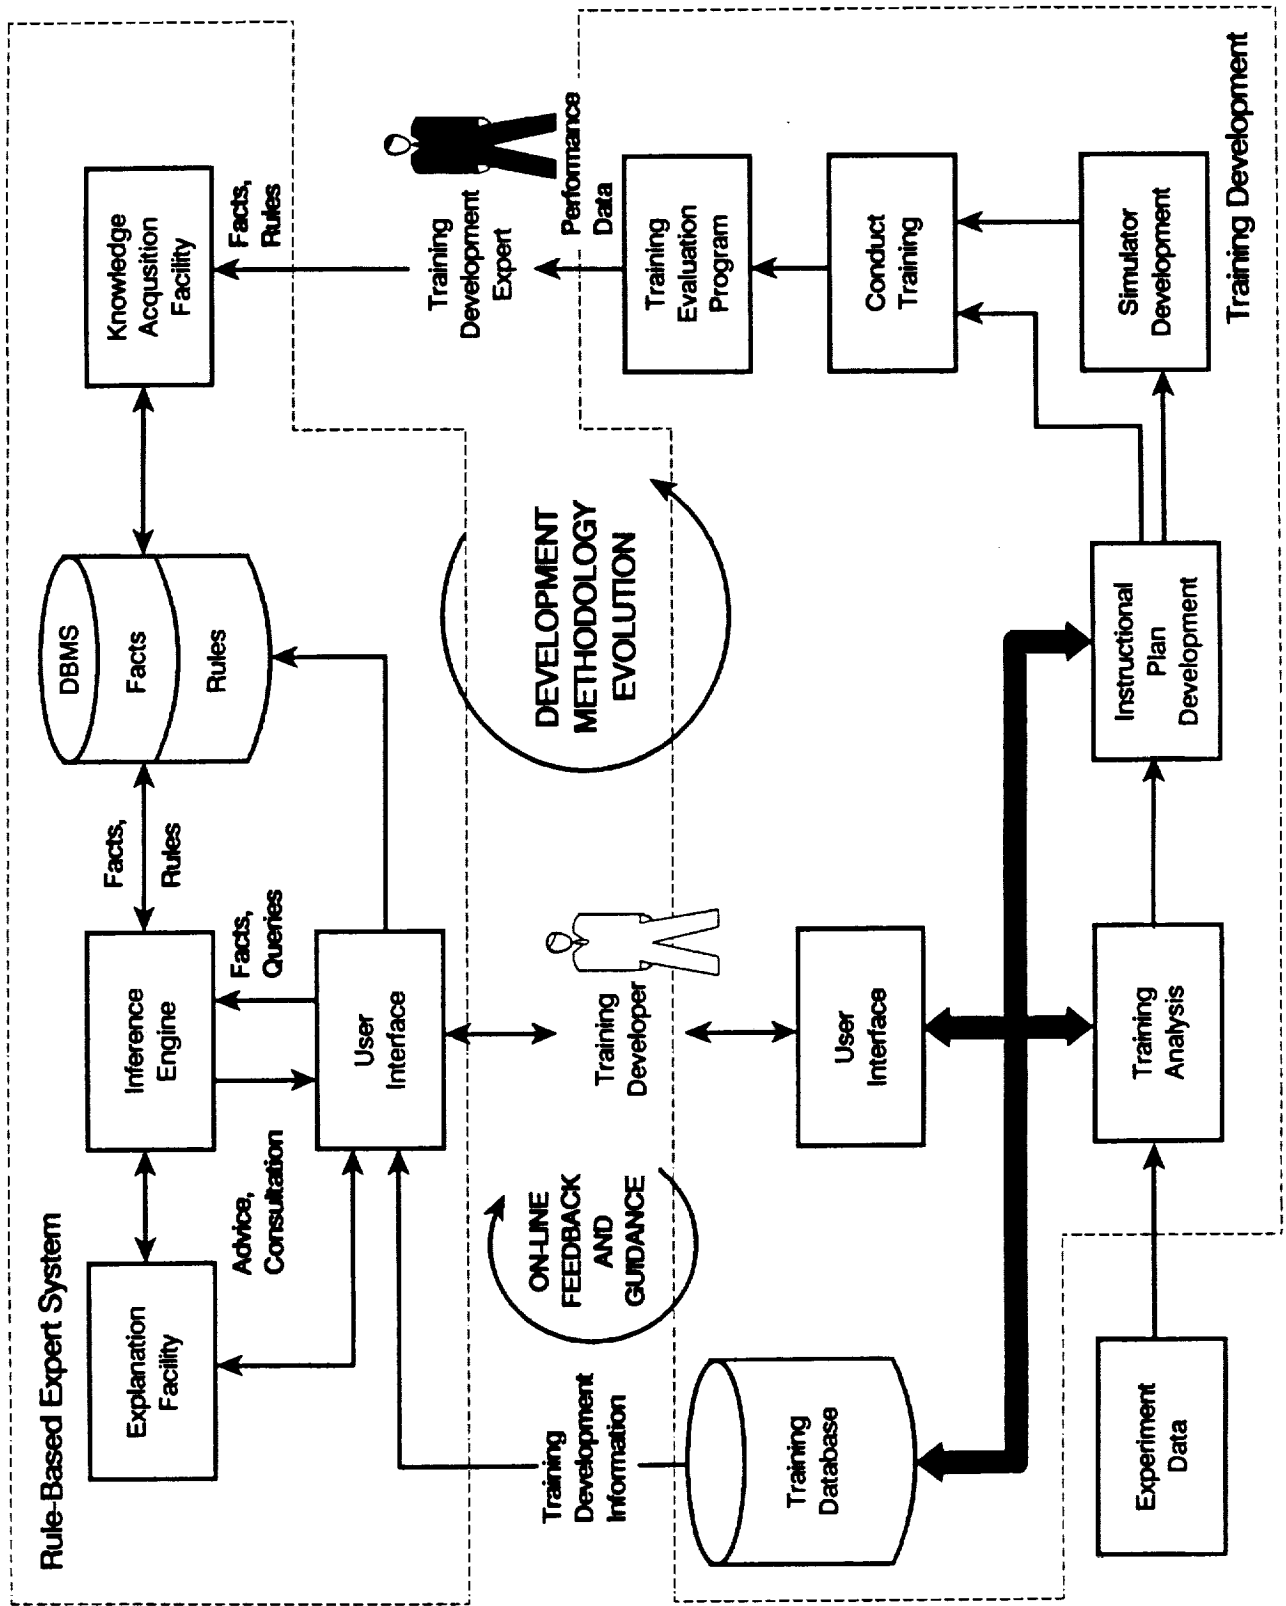 Rule-Based Expert System
Explanation
Facility
Inference
Engine
DBMS
Facts
Rules
Knowledge
Acqusition
Facility
Facts,
Rules
Advice,
Consultation
Facts,
Queries
Facts,
Rules
User
Interface
Training
Development
Information
ON-LINE
FEEDBACK
AND
GUIDANCE
Training
Developer
DEVELOPMENT
METHODOLOGY
EVOLUTION
Training
Development
Expert
Performance
Data
Training
Database
User
Interface
Training
Evaluation
Program
Conduct
Training
Experiment
Data
Training
Analysis
Instructional
Plan
Development
Simulator
Development
Training Development